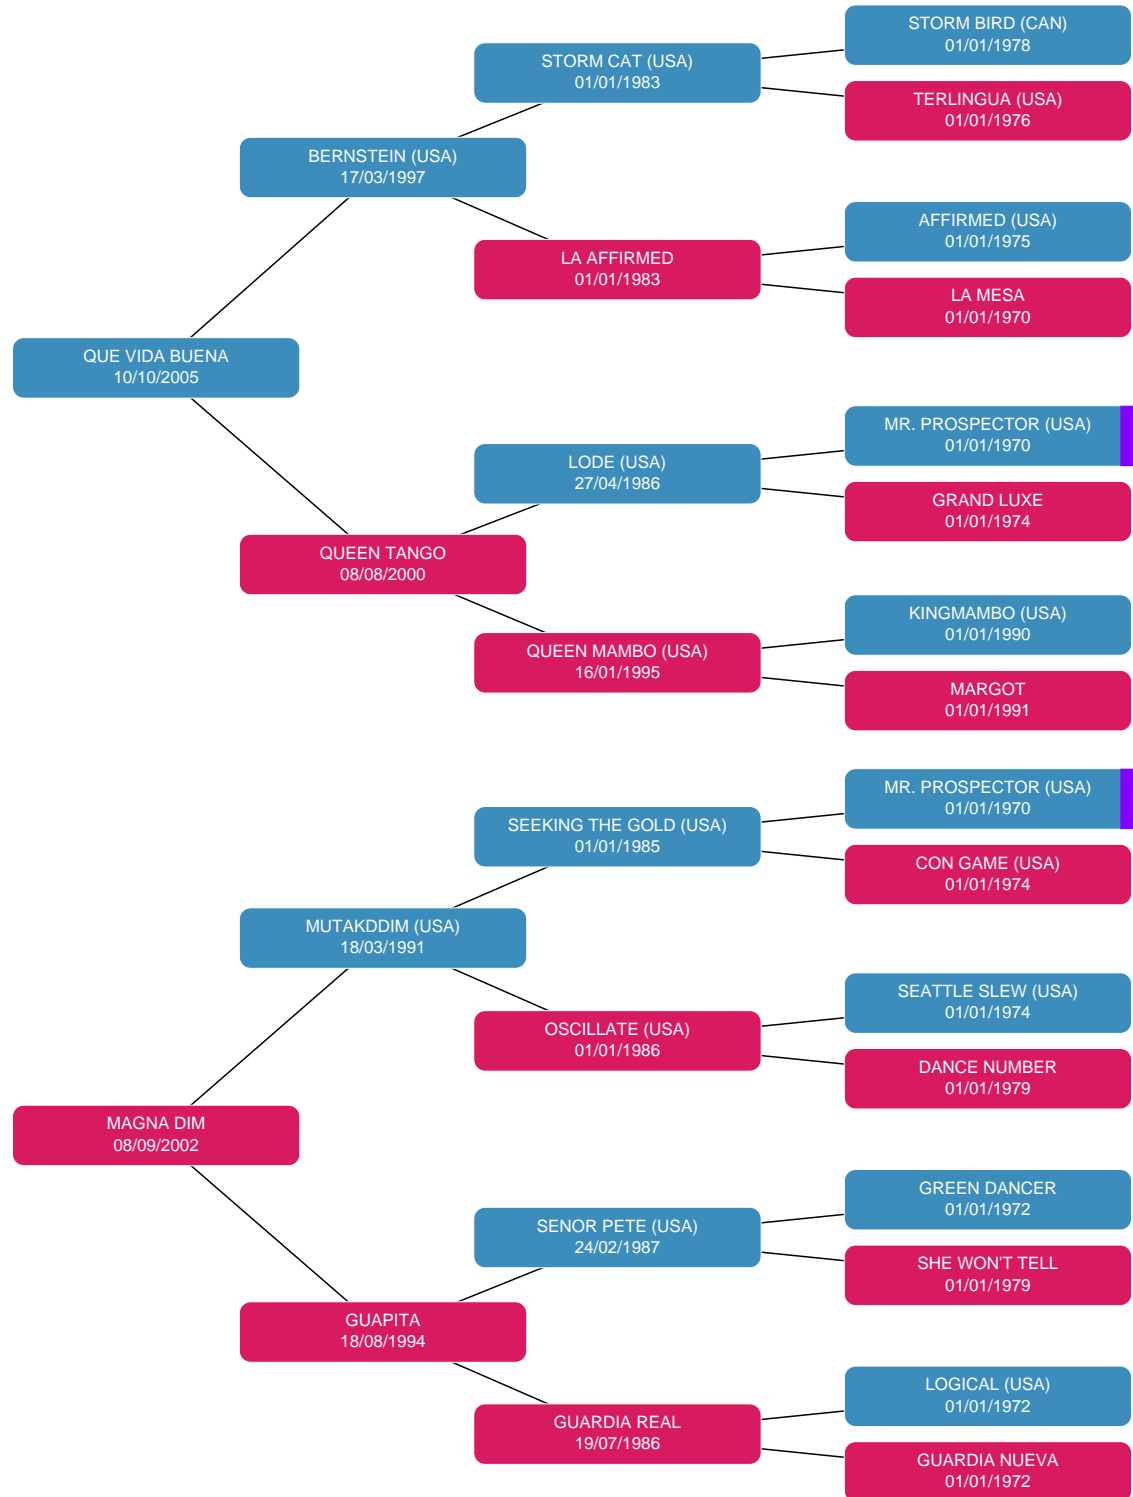 STORM BIRD (CAN)
01/01/1978
STORM CAT (USA)
01/01/1983
TERLINGUA (USA)
01/01/1976
BERNSTEIN (USA)
17/03/1997
AFFIRMED (USA)
01/01/1975
LA AFFIRMED
01/01/1983
LA MESA
01/01/1970
QUE VIDA BUENA
10/10/2005
MR. PROSPECTOR (USA)
01/01/1970
LODE (USA)
27/04/1986
GRAND LUXE
01/01/1974
QUEEN TANGO
08/08/2000
KINGMAMBO (USA)
01/01/1990
QUEEN MAMBO (USA)
16/01/1995
MARGOT
01/01/1991
MR. PROSPECTOR (USA)
01/01/1970
SEEKING THE GOLD (USA)
01/01/1985
CON GAME (USA)
01/01/1974
MUTAKDDIM (USA)
18/03/1991
SEATTLE SLEW (USA)
01/01/1974
OSCILLATE (USA)
01/01/1986
DANCE NUMBER
01/01/1979
MAGNA DIM
08/09/2002
GREEN DANCER
01/01/1972
SENOR PETE (USA)
24/02/1987
SHE WON'T TELL
01/01/1979
GUAPITA
18/08/1994
LOGICAL (USA)
01/01/1972
GUARDIA REAL
19/07/1986
GUARDIA NUEVA
01/01/1972